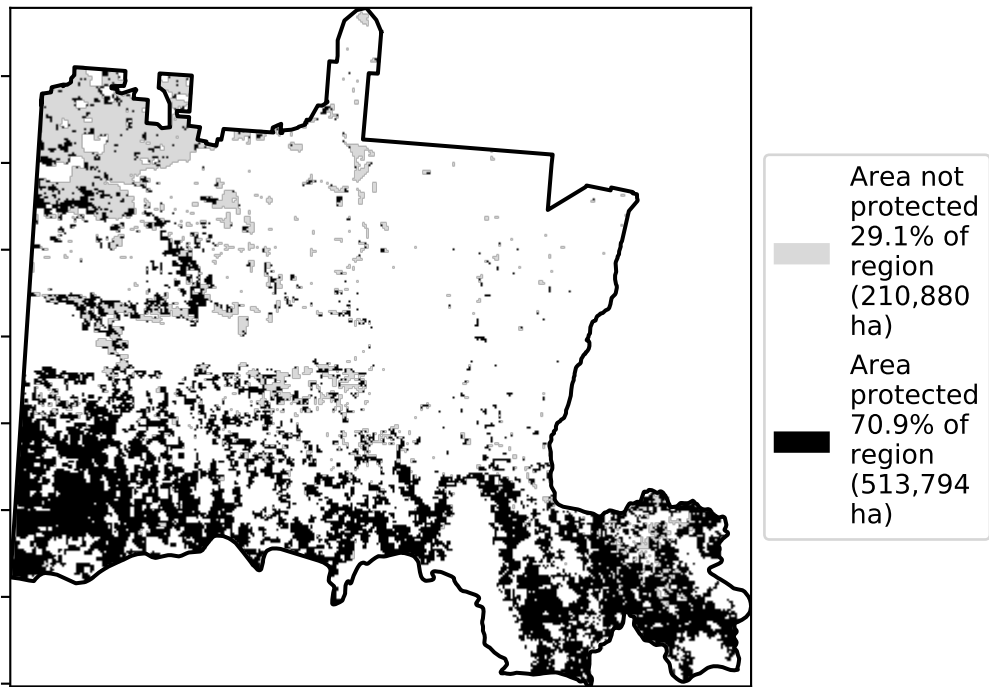 Area not
protected
29.1% of
region
(210,880
ha)
Area
protected
70.9% of
region
(513,794
ha)